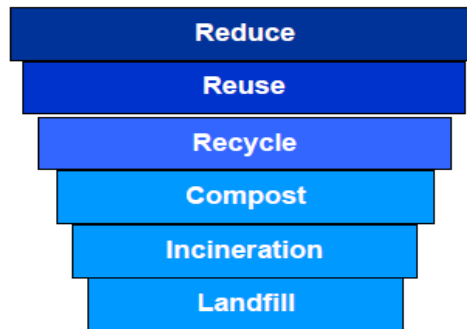 Reduce
Reuse
Recycle
Compost
Incineration
Landfill